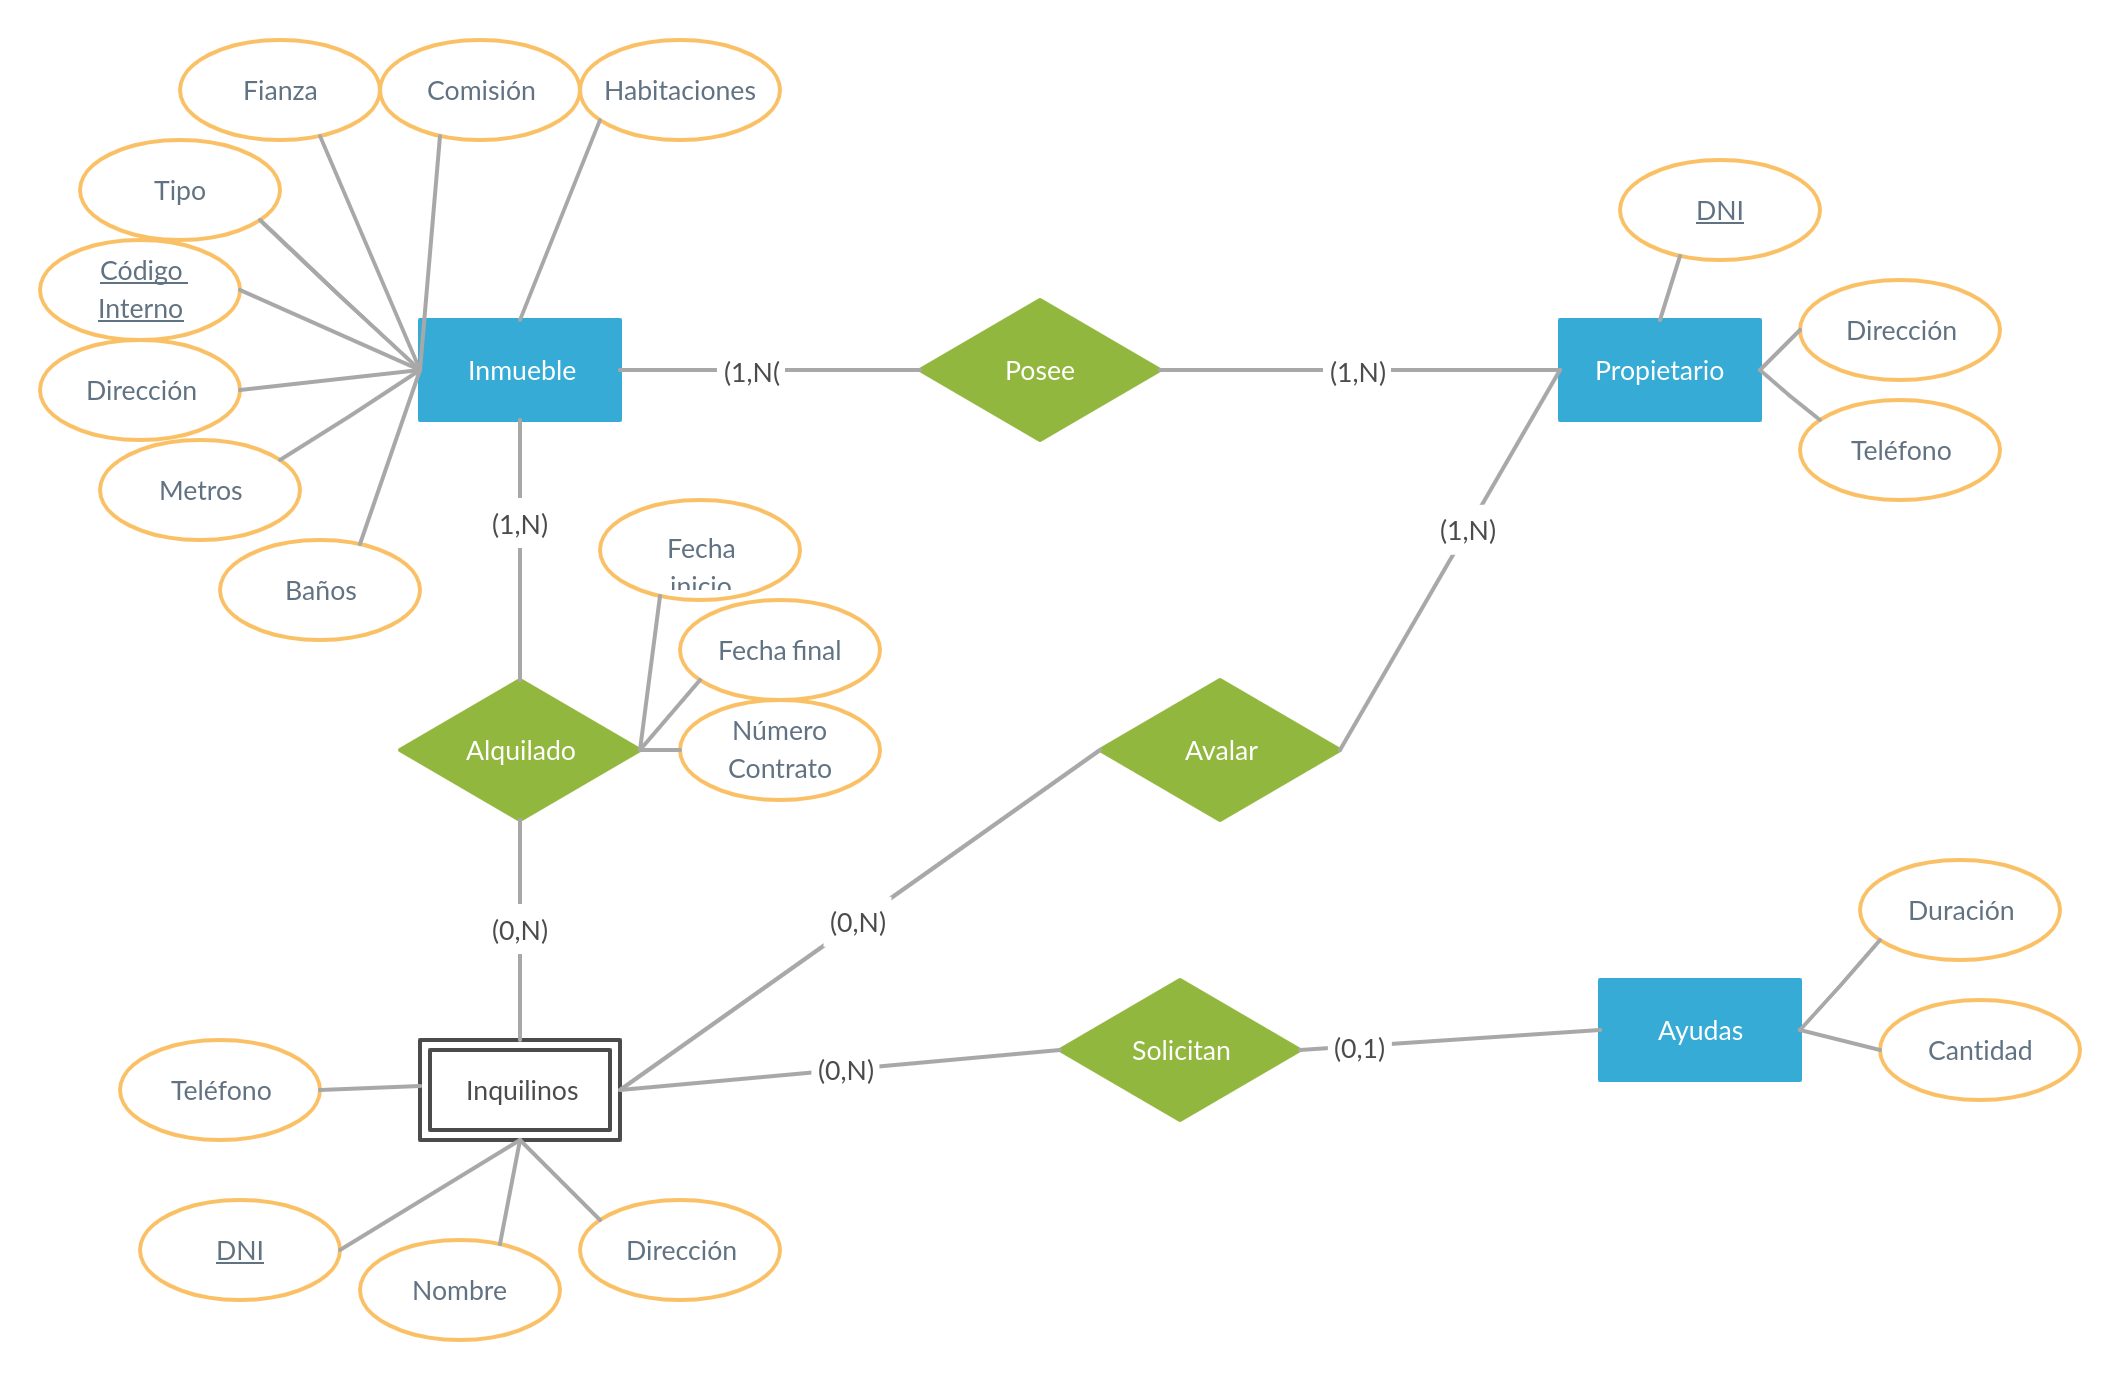 Fianza
Comisión
Habitaciones
Tipo
DNI
Código
Interno
Dirección
Inmueble
(1,N(
Posee
(1,N)
Propietario
Dirección
Teléfono
Metros
(1,N)
Fecha
inicio
(1,N)
Baños
Fecha final
Alquilado
Número
Contrato
Avalar
(0,N)
(0,N)
Duración
Teléfono
Inquilinos
(0,N)
Solicitan
(0,1)
Ayudas
Cantidad
DNI
Nombre
Dirección